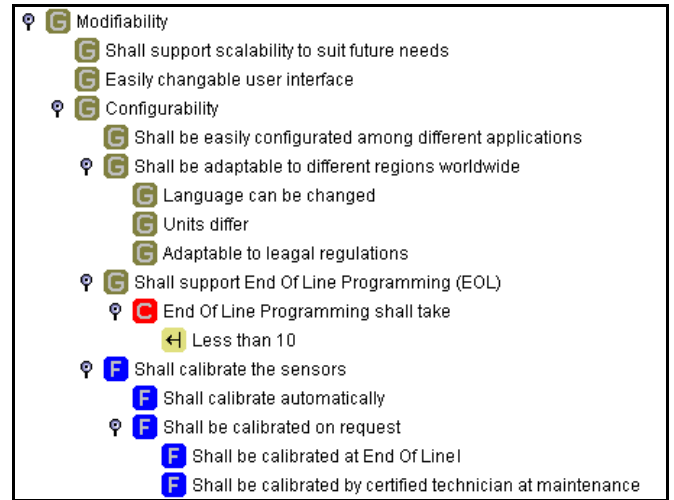 G Modifiability
G Shall support scalability to suit future needs
G Easily changable user interface
G Configurability
G Shall be easily configurated among different applications
G Shall be adaptable to different regions worldwide
G Language can be changed
G Units differ
G Adaptable to leagal regulations
G Shall support End Of Line Programming (EOL)
C End Of Line Programming shall take
Less than 10
F Shall calibrate the sensors
F Shall calibrate automatically
F Shall be calibrated on request
F Shall be calibrated at End Of Linel
F Shall be calibrated by certified technician at maintenance